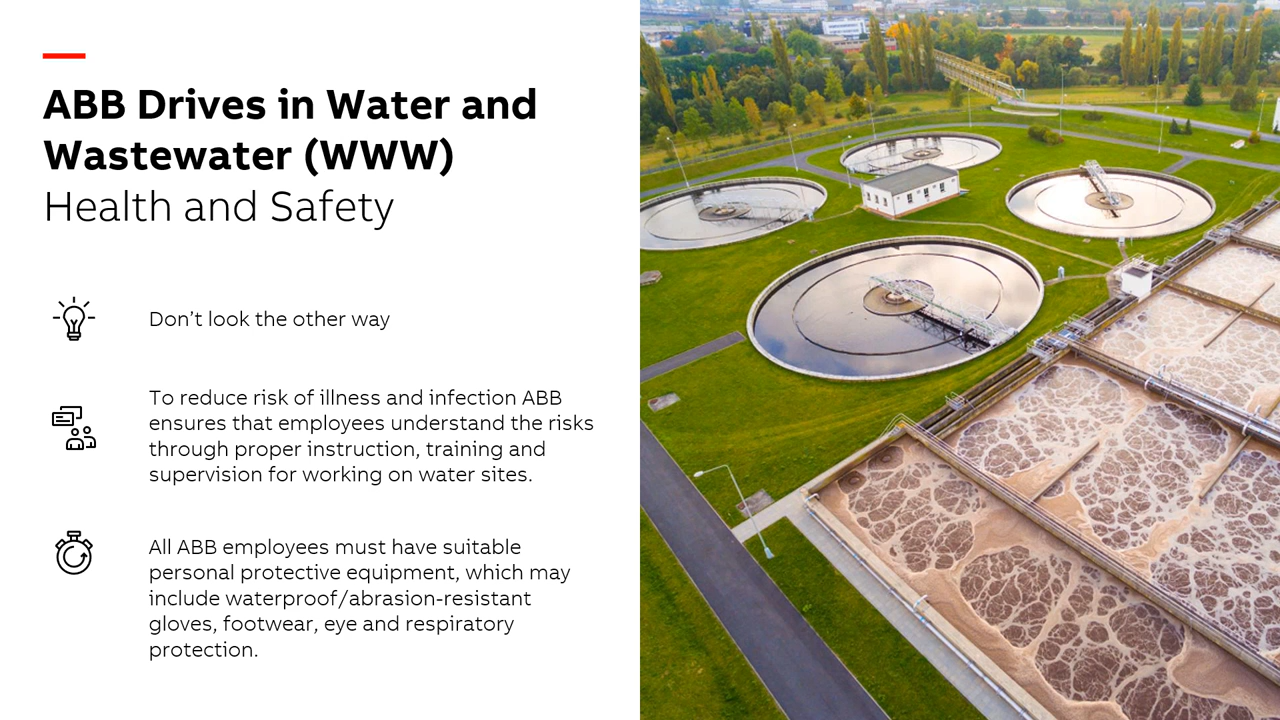 ABB Drives in Water and
Wastewater (WWW)
Health and Safety
Don’t look the other way
To reduce risk of illness and infection ABB
ensures that employees understand the risks
through proper instruction, training and
supervision for working on water sites.
All ABB employees must have suitable
personal protective equipment, which may
include waterproof/abrasion-resistant
gloves, footwear, eye and respiratory
protection.